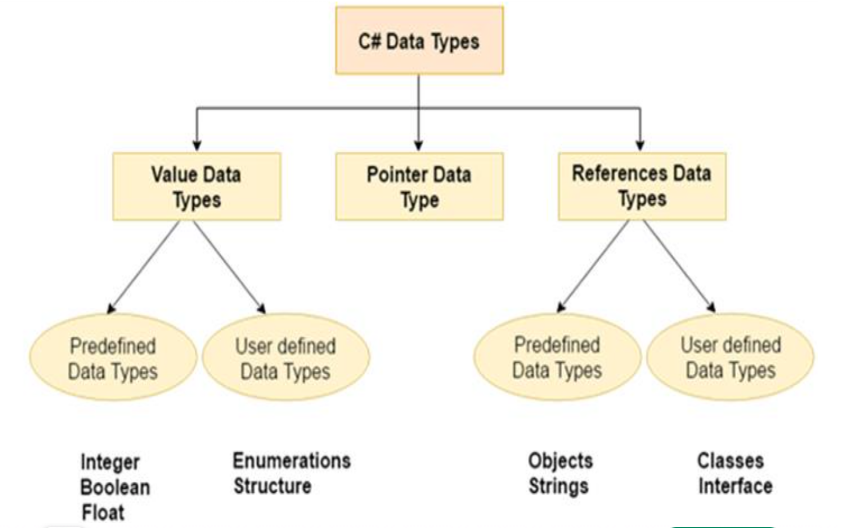 C# Data Types
Value Data
Types
Pointer Data
Type
References Data
Types
Predefined
Data Types
User defined
Data Types
Predefined
Data Types
User defined
Data Types
Integer
Boolean
Float
Enumerations
Structure
Objects
Strings
Classes
Interface